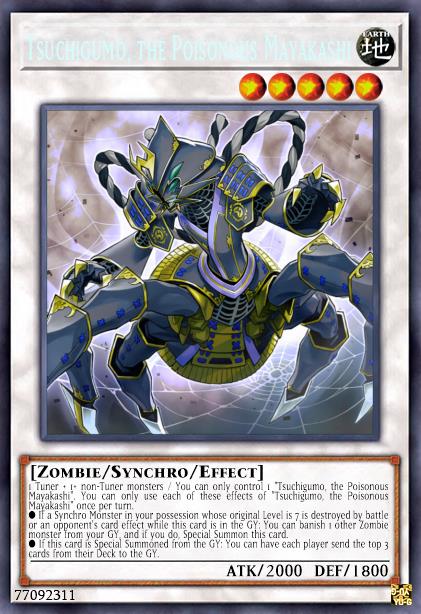 Tsuchigumo, the Poisonous Mayakashi
EARTH
地
[Zombie/Synchro/Effect]
1 Tuner + 1+ non-Tuner monsters / You can only control 1 "Tsuchigumo, the Poisonous
Mayakashi". You can only use each of these effects of "Tsuchigumo, the Poisonous
Mayakashi" once per turn.
● If a Synchro Monster in your possession whose original Level is 7 is destroyed by battle
or an opponent's card effect while this card is in the GY: You can banish 1 other Zombie
monster from your GY, and if you do, Special Summon this card.
● If this card is Special Summoned from the GY: You can have each player send the top 3
cards from their Deck to the GY.
ATK/2000 DEF/1800
77092311